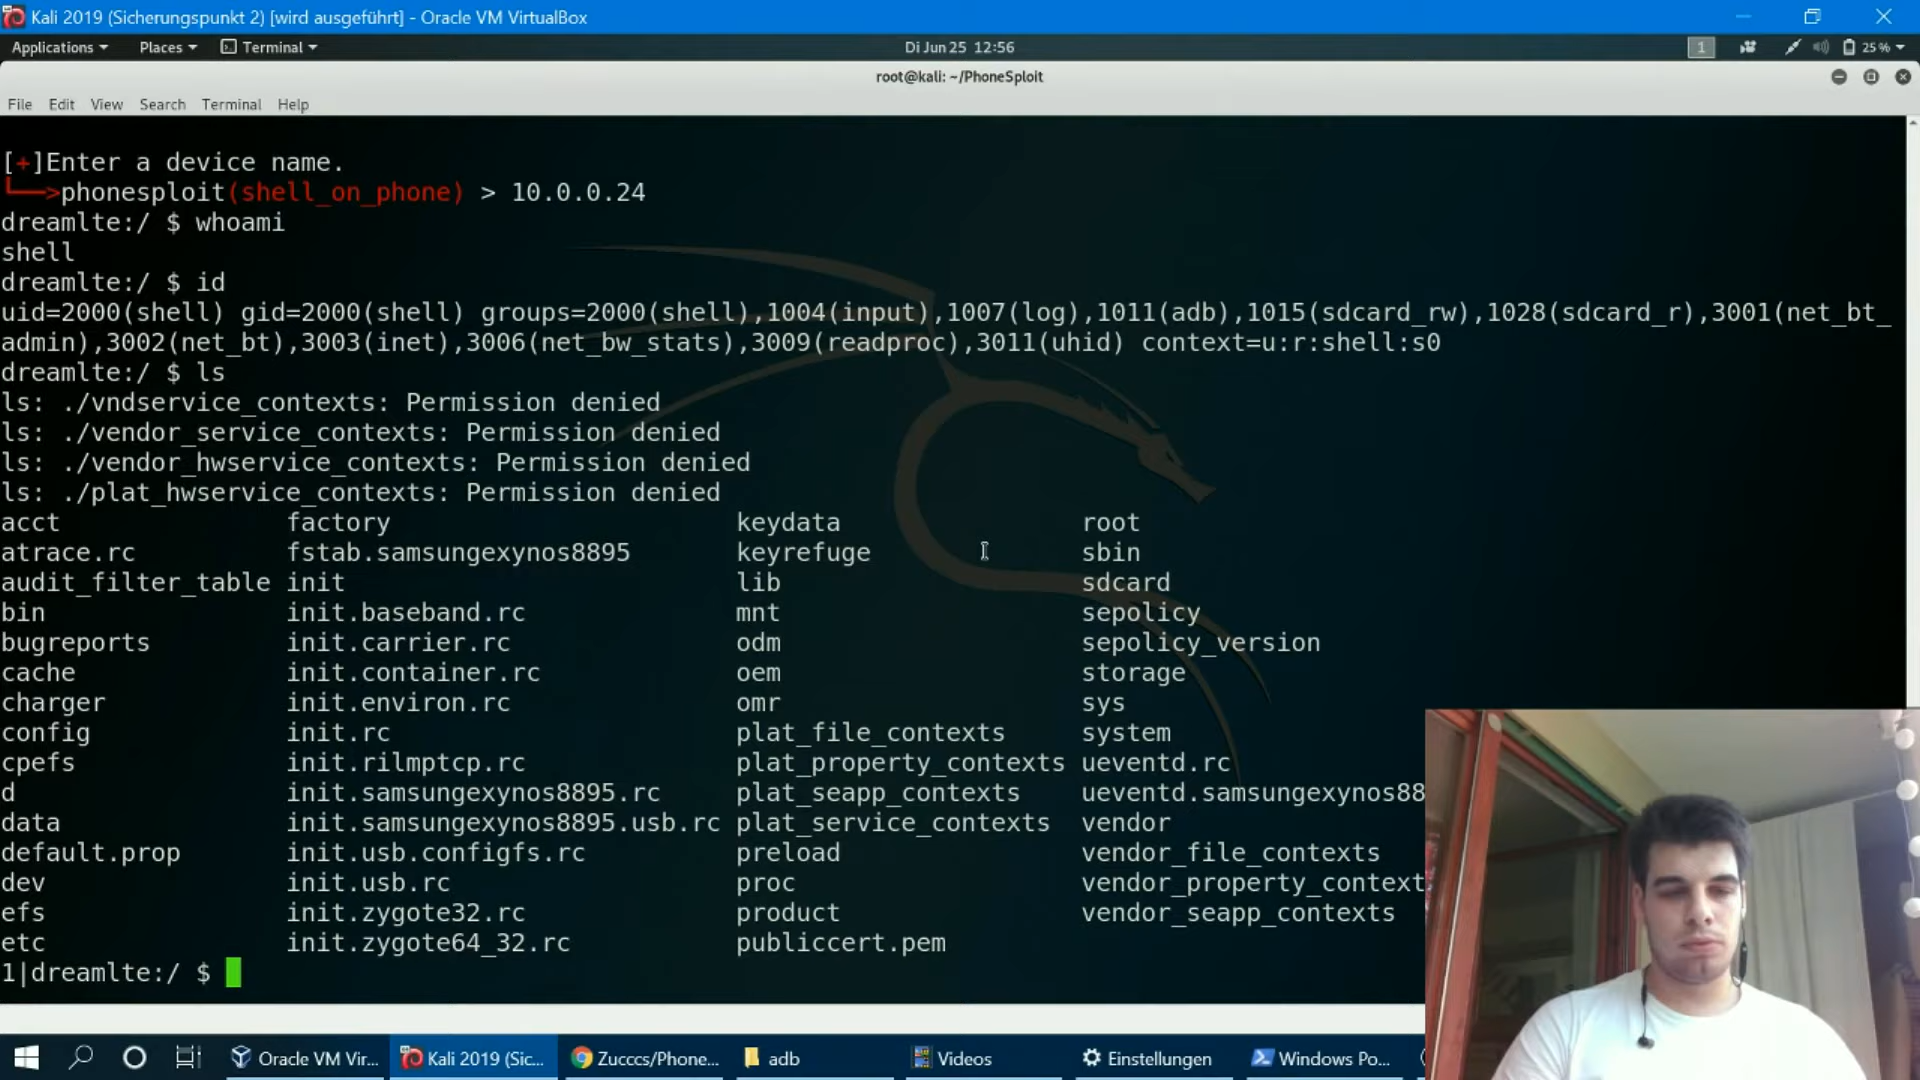 Kali 2019 (Sicherungspunkt 2) [wird ausgeführt] - Oracle VM VirtualBox
Applications Places Terminal Di Jun 25 12:56 1 25 %
root@kali: ~/PhoneSploit
File Edit View Search Terminal Help
[+]Enter a device name.
└──>phonesploit(shell_on_phone) > 10.0.0.24
dreamlte:/ $ whoami
shell
dreamlte:/ $ id
uid=2000(shell) gid=2000(shell) groups=2000(shell),1004(input),1007(log),1011(adb),1015(sdcard_rw),1028(sdcard_r),3001(net_bt_
admin),3002(net_bt),3003(inet),3006(net_bw_stats),3009(readproc),3011(uhid) context=u:r:shell:s0
dreamlte:/ $ ls
ls: ./vndservice_contexts: Permission denied
ls: ./vendor_service_contexts: Permission denied
ls: ./vendor_hwservice_contexts: Permission denied
ls: ./plat_hwservice_contexts: Permission denied
acct factory keydata root
atrace.rc fstab.samsungexynos8895 keyrefuge sbin
audit_filter_table init lib sdcard
bin init.baseband.rc mnt sepolicy
bugreports init.carrier.rc odm sepolicy_version
cache init.container.rc oem storage
charger init.environ.rc omr sys
config init.rc plat_file_contexts system
cpefs init.rilmptcp.rc plat_property_contexts ueventd.rc
d init.samsungexynos8895.rc plat_seapp_contexts ueventd.samsungexynos88
data init.samsungexynos8895.usb.rc plat_service_contexts vendor
default.prop init.usb.configfs.rc preload vendor_file_contexts
dev init.usb.rc proc vendor_property_context
efs init.zygote32.rc product vendor_seapp_contexts
etc init.zygote64_32.rc publiccert.pem
1|dreamlte:/ $
Oracle VM Vir... Kali 2019 (Sic... Zucccs/Phone... adb Videos Einstellungen Windows Po...